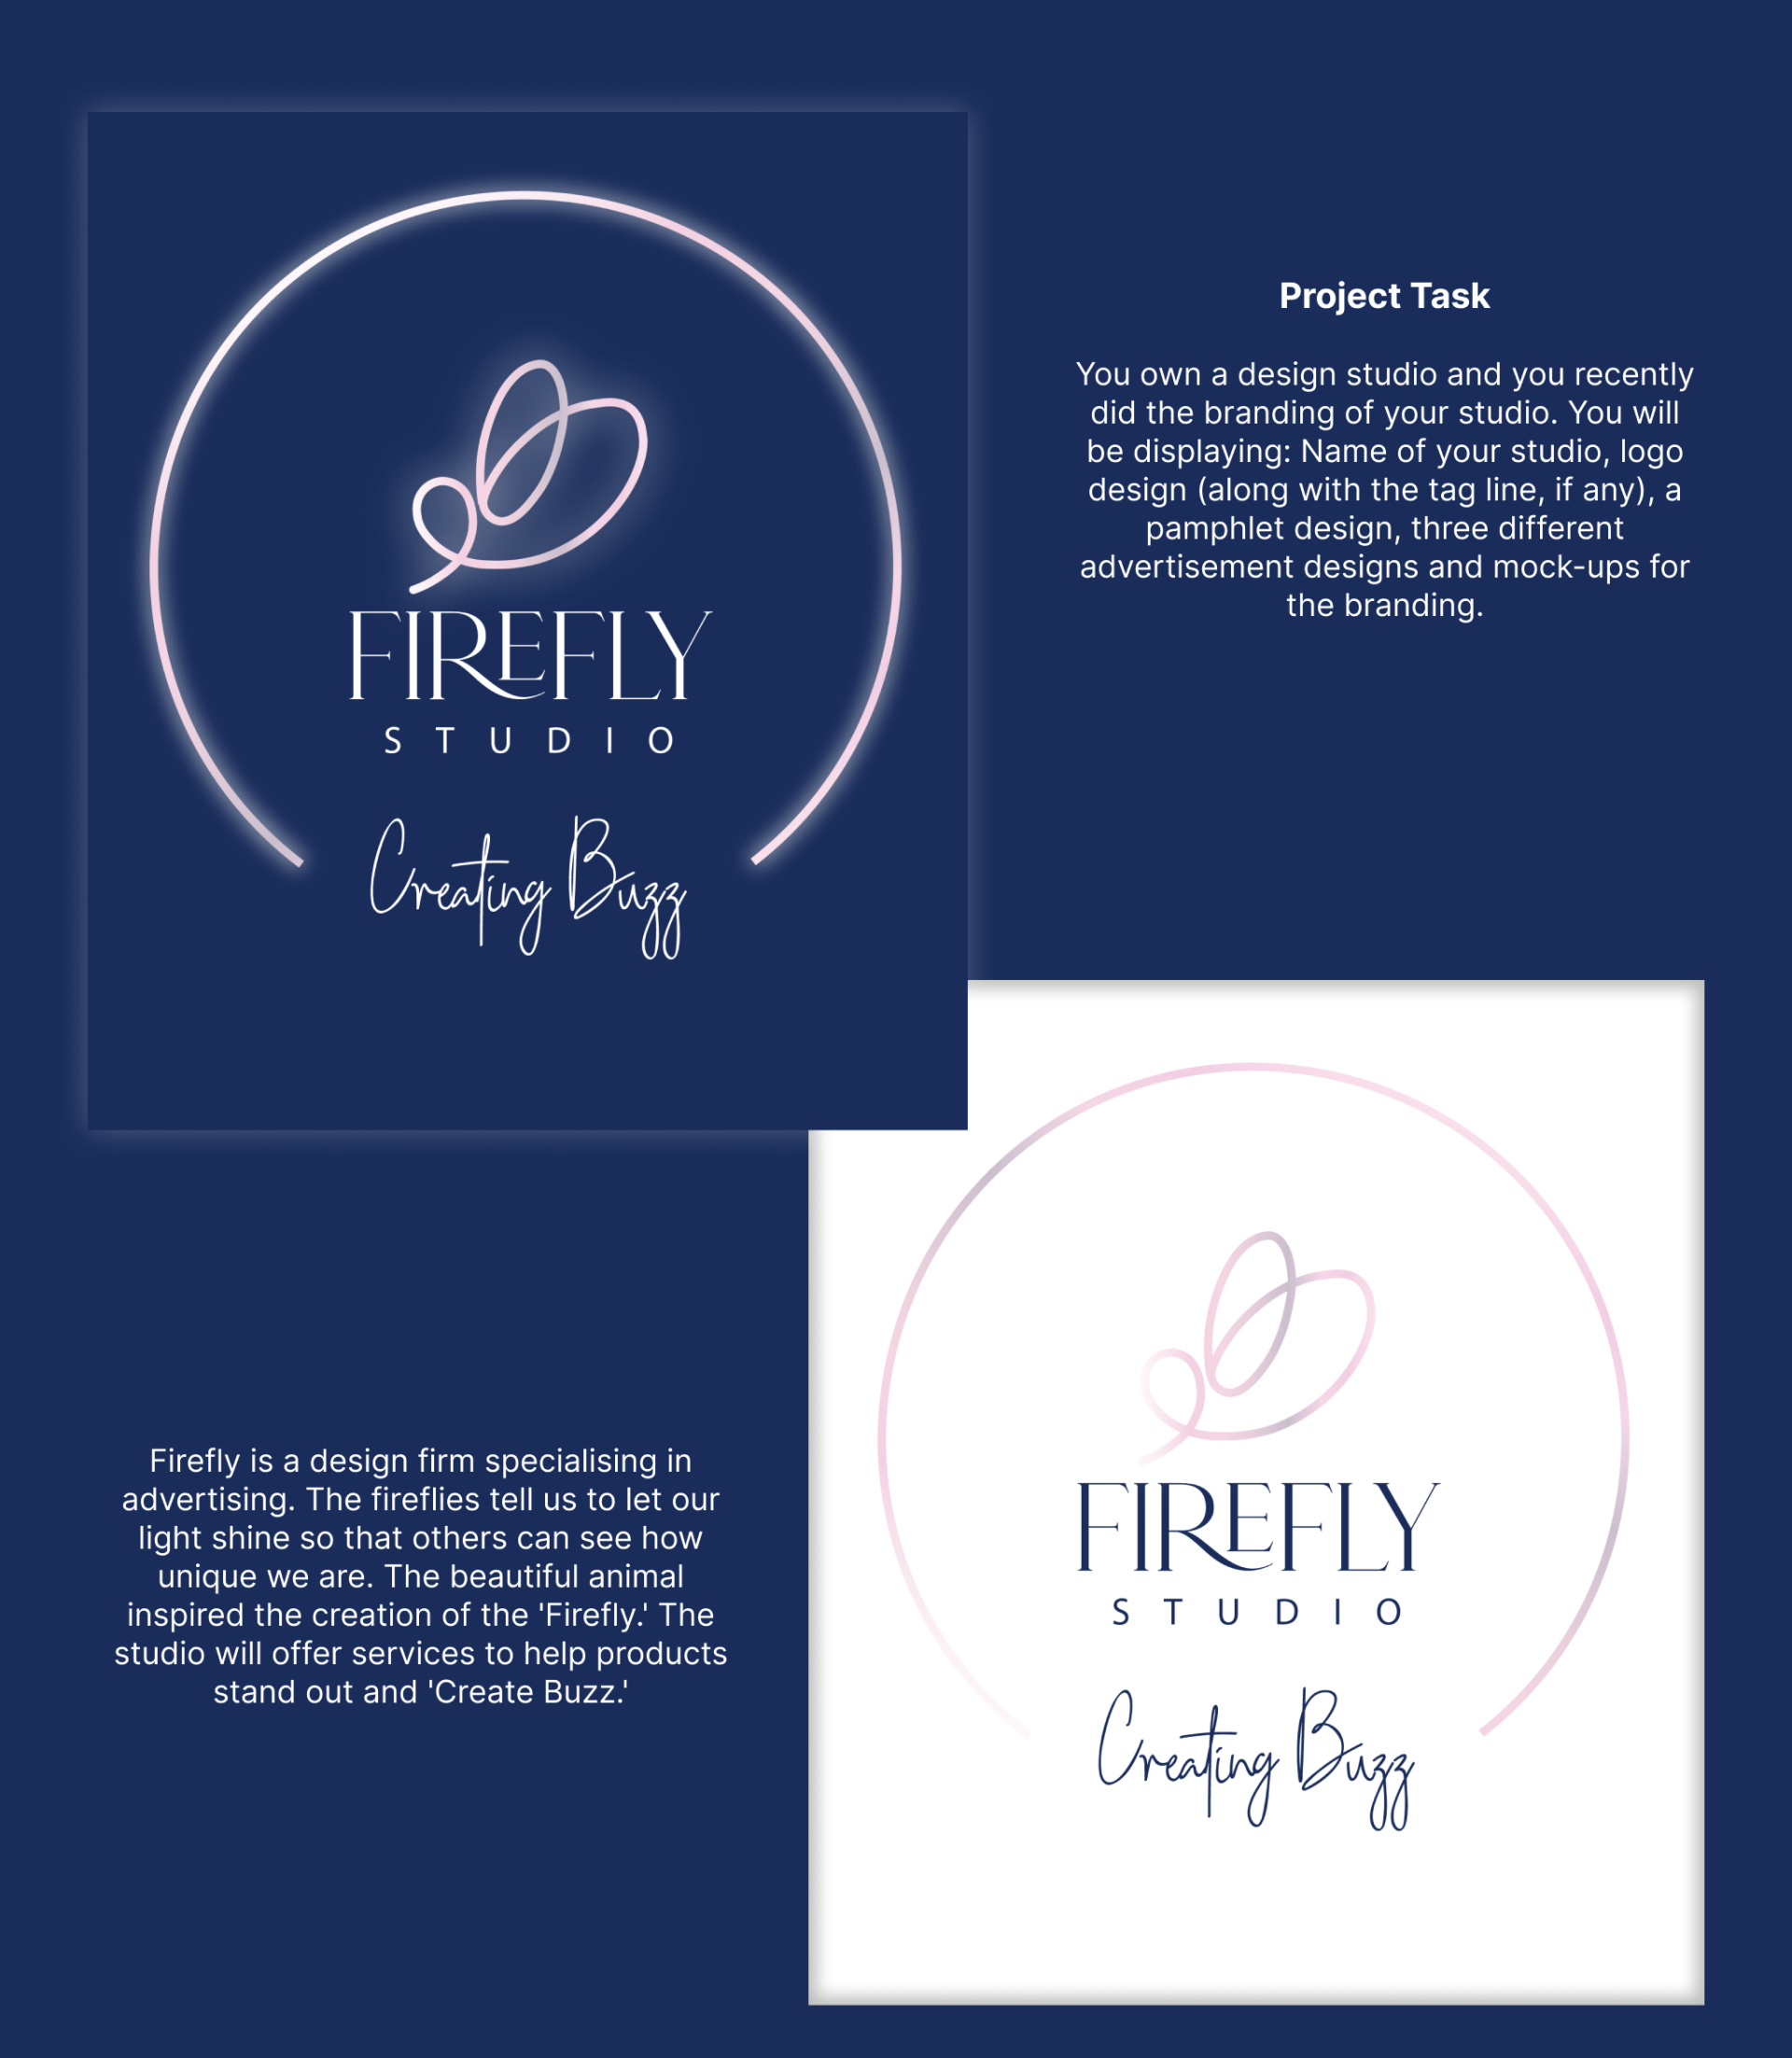 FIREFLY
STUDIO
Creating Buzz
Project Task
You own a design studio and you recently
did the branding of your studio. You will
be displaying: Name of your studio, logo
design (along with the tag line, if any), a
pamphlet design, three different
advertisement designs and mock-ups for
the branding.
Firefly is a design firm specialising in
advertising. The fireflies tell us to let our
light shine so that others can see how
unique we are. The beautiful animal
inspired the creation of the 'Firefly.' The
studio will offer services to help products
stand out and 'Create Buzz.'
FIREFLY
STUDIO
Creating Buzz